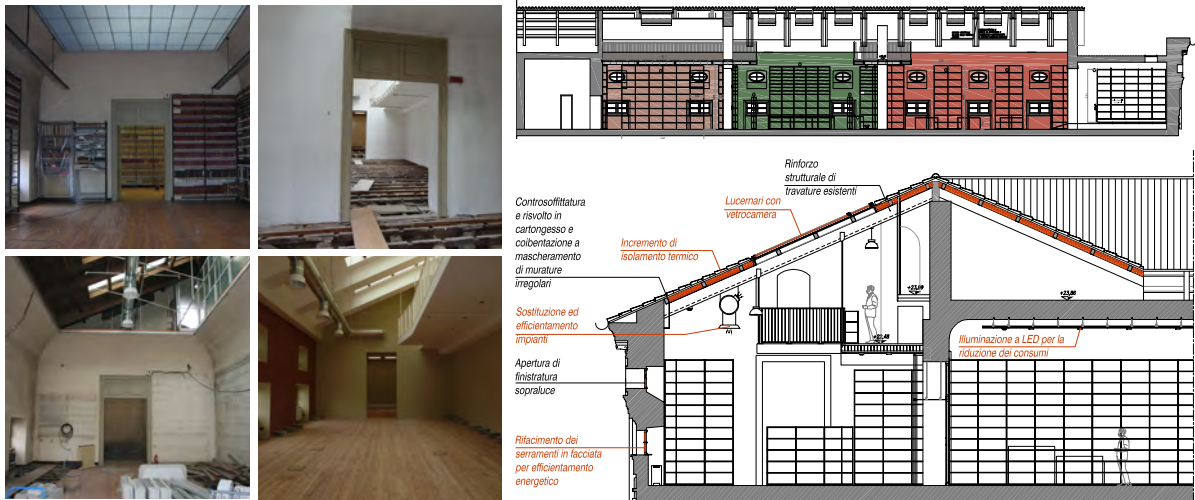 Rinforzo
strutturale di
travature esistenti
Controsoffittatura
e risvolto in
cartongesso e
coibentazione a
mascheramento
di murature
irregolari
Lucernari con
vetrocamera
Incremento di
isolamento termico
+23,86
Sostituzione ed
efficientamento
impianti
Illuminazione a LED per la
riduzione dei consumi
Apertura di
finistratura
sopraluce
Rifacimento dei
serramenti in facciata
per efficientamento
energetico